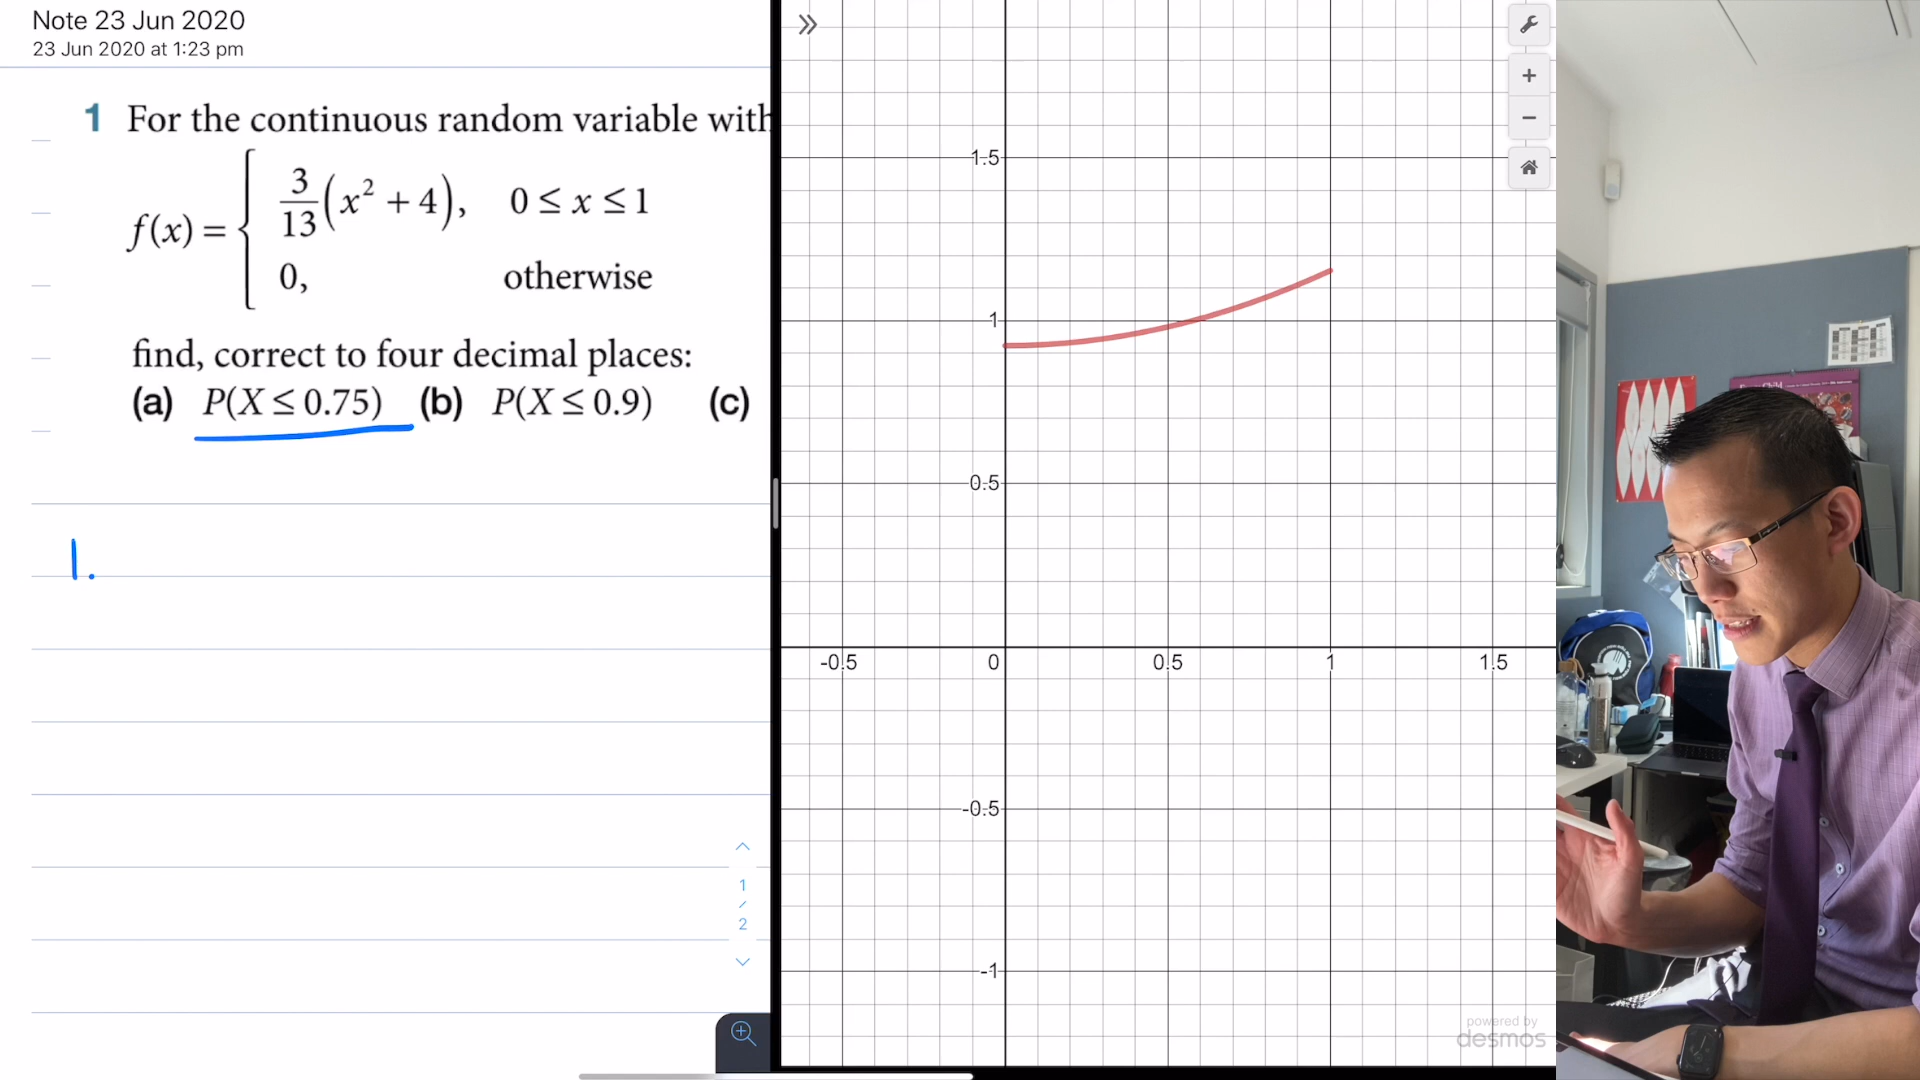 Note 23 Jun 2020
23 Jun 2020 at 1:23 pm
1 For the continuous random variable with
f(x) = { 3/13 (x² + 4), 0 ≤ x ≤ 1
0, otherwise
find, correct to four decimal places:
(a) P(X ≤ 0.75) (b) P(X ≤ 0.9) (c)
1.
1
/
2
1.5
1
0.5
-0.5 0 0.5 1 1.5
-0.5
-1
powered by
desmos